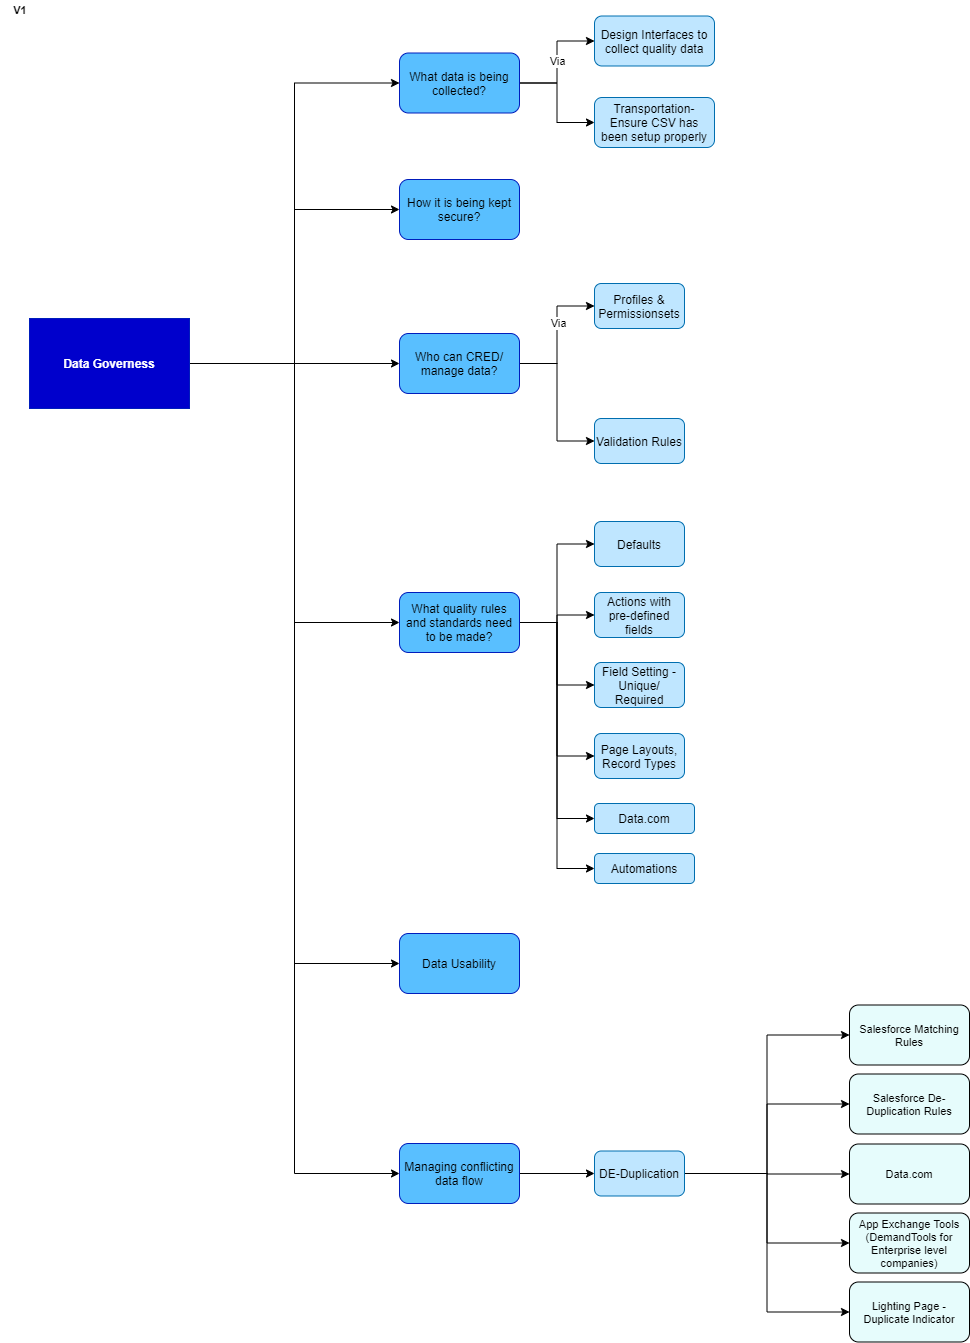 V1
Design Interfaces to
collect quality data
Via
What data is being
collected?
Transportation-
Ensure CSV has
been setup properly
How it is being kept
secure?
Profiles &
Permissionsets
Via
Data Governess
Who can CRED/
manage data?
Validation Rules
Defaults
What quality rules
and standards need
to be made?
Actions with
pre-defined
fields
Field Setting -
Unique/
Required
Page Layouts,
Record Types
Data.com
Automations
Data Usability
Managing conflicting
data flow
DE-Duplication
Salesforce Matching
Rules
Salesforce De-
Duplication Rules
Data.com
App Exchange Tools
(DemandTools for
Enterprise level
companies)
Lighting Page -
Duplicate Indicator